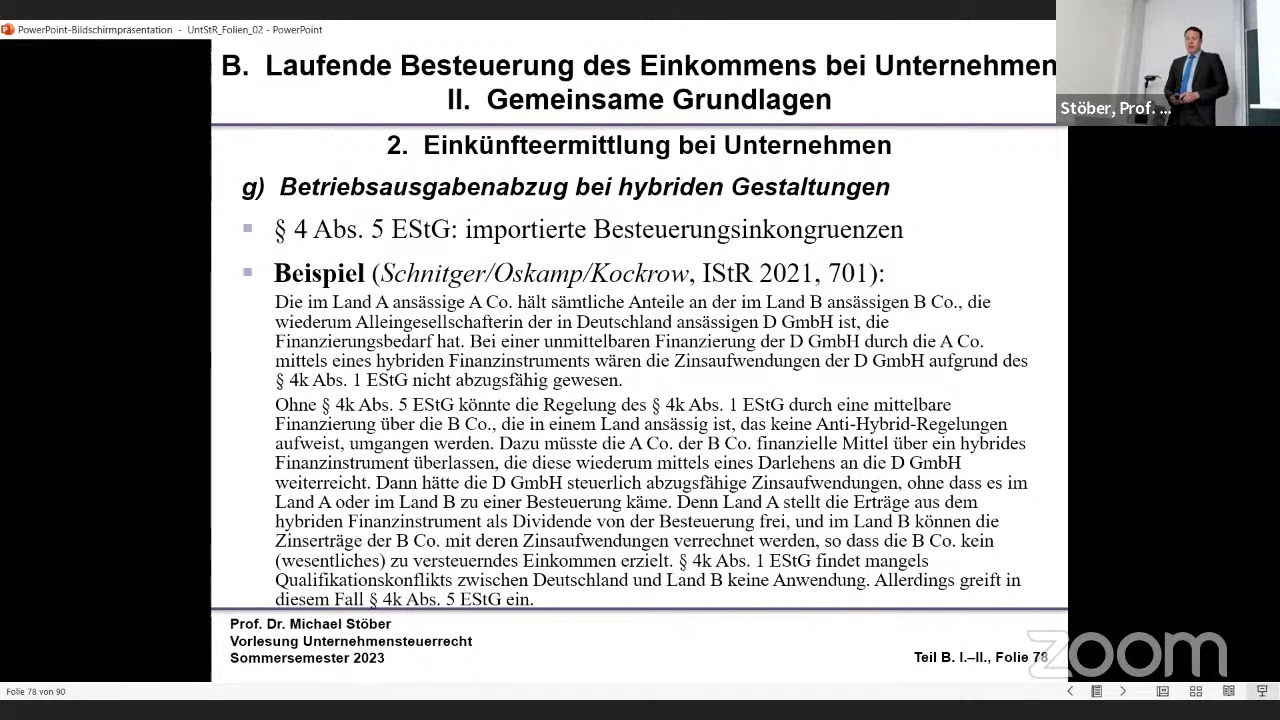 PowerPoint-Bildschirmpräsentation - UntStR_Folien_02 - PowerPoint
B. Laufende Besteuerung des Einkommens bei Unternehmen
II. Gemeinsame Grundlagen
Stöber, Prof. ...
2. Einkünfteermittlung bei Unternehmen
g) Betriebsausgabenabzug bei hybriden Gestaltungen
§ 4 Abs. 5 EStG: importierte Besteuerungsinkongruenzen
Beispiel (Schnitger/Oskamp/Kockrow, IStR 2021, 701):
Die im Land A ansässige A Co. hält sämtliche Anteile an der im Land B ansässigen B Co., die
wiederum Alleingesellschafterin der in Deutschland ansässigen D GmbH ist, die
Finanzierungsbedarf hat. Bei einer unmittelbaren Finanzierung der D GmbH durch die A Co.
mittels eines hybriden Finanzinstruments wären die Zinsaufwendungen der D GmbH aufgrund des
§ 4k Abs. 1 EStG nicht abzugsfähig gewesen.
Ohne § 4k Abs. 5 EStG könnte die Regelung des § 4k Abs. 1 EStG durch eine mittelbare
Finanzierung über die B Co., die in einem Land ansässig ist, das keine Anti-Hybrid-Regelungen
aufweist, umgangen werden. Dazu müsste die A Co. der B Co. finanzielle Mittel über ein hybrides
Finanzinstrument überlassen, die diese wiederum mittels eines Darlehens an die D GmbH
weiterreicht. Dann hätte die D GmbH steuerlich abzugsfähige Zinsaufwendungen, ohne dass es im
Land A oder im Land B zu einer Besteuerung käme. Denn Land A stellt die Erträge aus dem
hybriden Finanzinstrument als Dividende von der Besteuerung frei, und im Land B können die
Zinserträge der B Co. mit deren Zinsaufwendungen verrechnet werden, so dass die B Co. kein
(wesentliches) zu versteuerndes Einkommen erzielt. § 4k Abs. 1 EStG findet mangels
Qualifikationskonflikts zwischen Deutschland und Land B keine Anwendung. Allerdings greift in
diesem Fall § 4k Abs. 5 EStG ein.
Prof. Dr. Michael Stöber
Vorlesung Unternehmensteuerrecht
Sommersemester 2023
Teil B. I.–II., Folie 78
zoom
Folie 78 von 90